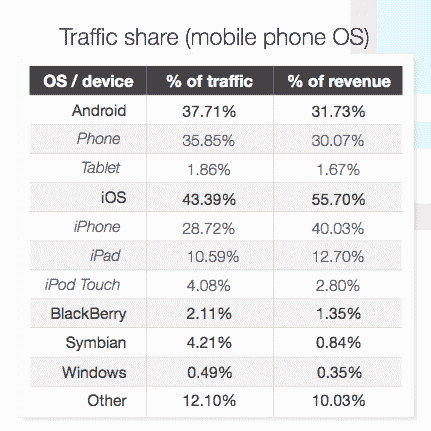 Traffic share (mobile phone OS)
OS / device % of traffic % of revenue
Android 37.71% 31.73%
Phone 35.85% 30.07%
Tablet 1.86% 1.67%
iOS 43.39% 55.70%
iPhone 28.72% 40.03%
iPad 10.59% 12.70%
iPod Touch 4.08% 2.80%
BlackBerry 2.11% 1.35%
Symbian 4.21% 0.84%
Windows 0.49% 0.35%
Other 12.10% 10.03%